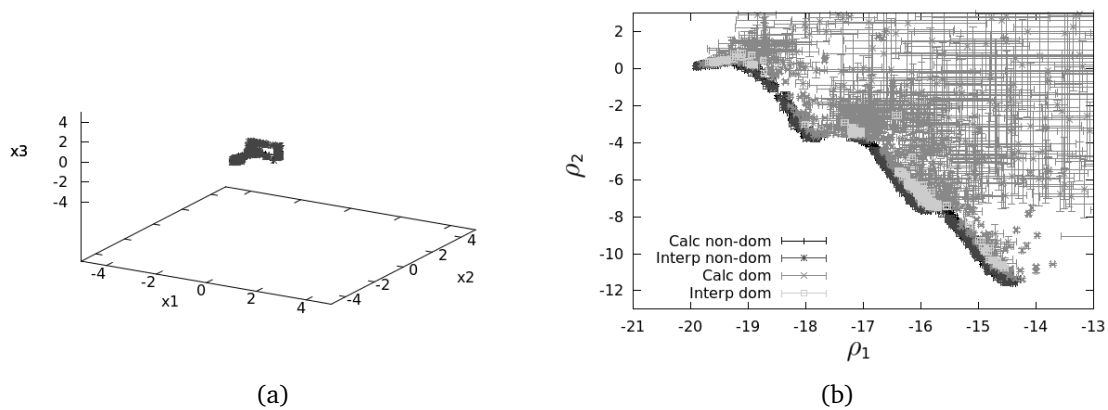 x3
4
2
0
-2
-4
-4
-2
0
2
4
x1
-4
-2
0
2
4
x2
(a)
2
0
-2
-4
-6
-8
-10
-12
ρ2
Calc non-dom
Interp non-dom
Calc dom
Interp dom
-21 -20 -19 -18 -17 -16 -15 -14 -13
ρ1
(b)